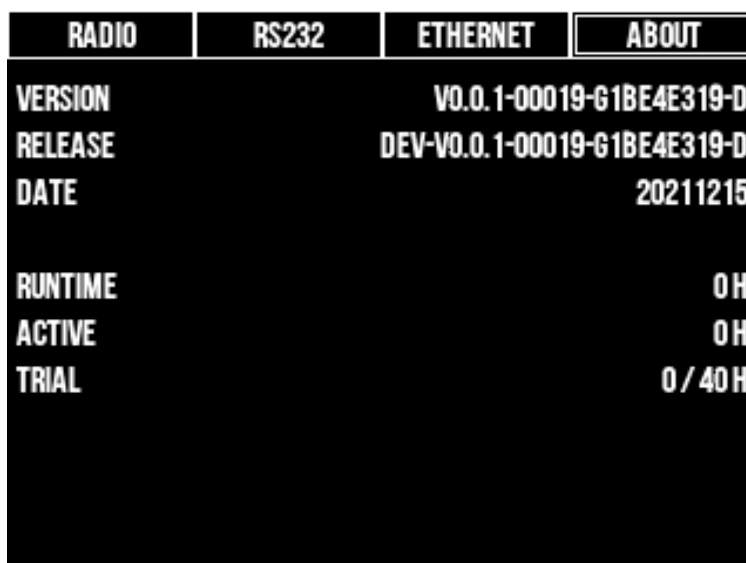 RADIO RS232 ETHERNET ABOUT
VERSION V0.0.1-00019-G1BE4E319-D
RELEASE DEV-V0.0.1-00019-G1BE4E319-D
DATE 20211215
RUNTIME 0 H
ACTIVE 0 H
TRIAL 0 / 40 H